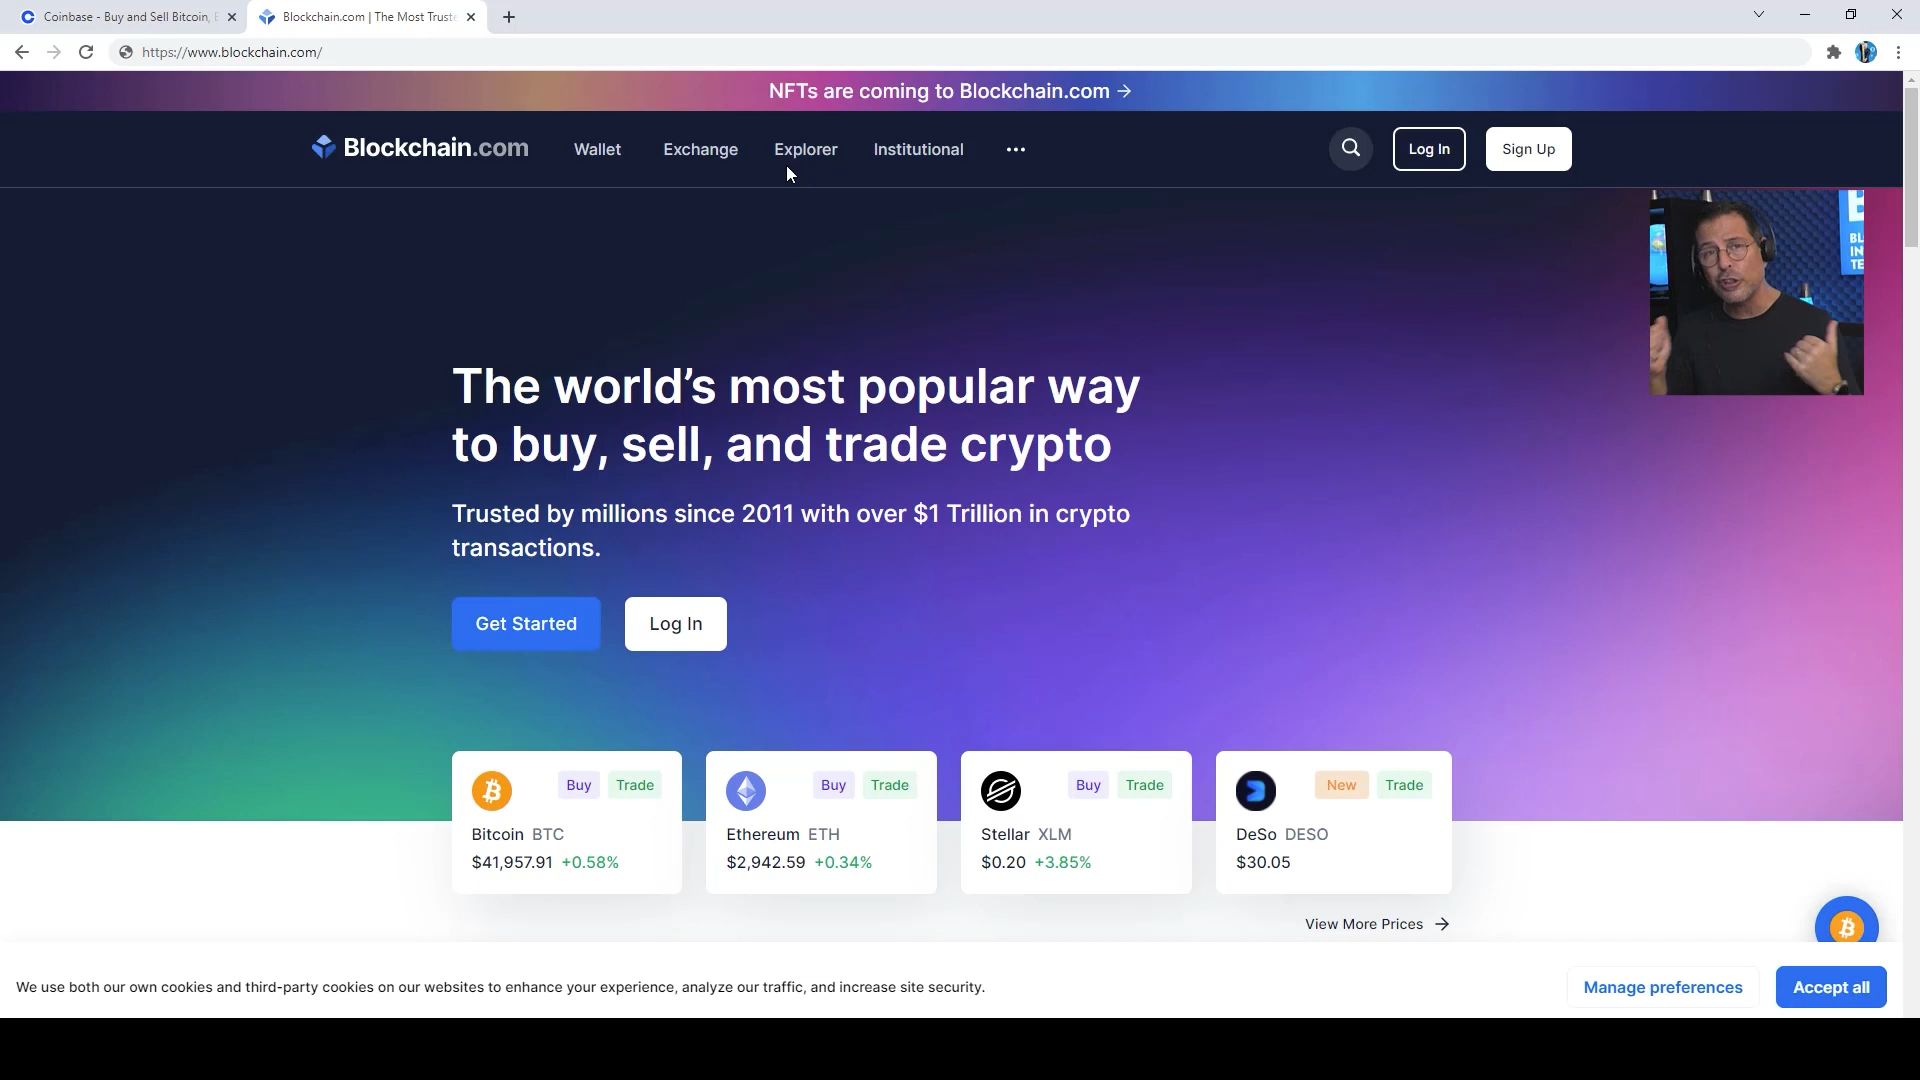 Coinbase - Buy and Sell Bitcoin,
Blockchain.com | The Most Truste
https://www.blockchain.com/
NFTs are coming to Blockchain.com →
Blockchain.com
Wallet
Exchange
Explorer
Institutional
Log In
Sign Up
BL
IN
TE
The world's most popular way
to buy, sell, and trade crypto
Trusted by millions since 2011 with over $1 Trillion in crypto
transactions.
Get Started
Log In
Buy Trade
Bitcoin BTC
$41,957.91 +0.58%
Buy Trade
Ethereum ETH
$2,942.59 +0.34%
Buy Trade
Stellar XLM
$0.20 +3.85%
New Trade
DeSo DESO
$30.05
View More Prices →
We use both our own cookies and third-party cookies on our websites to enhance your experience, analyze our traffic, and increase site security.
Manage preferences
Accept all